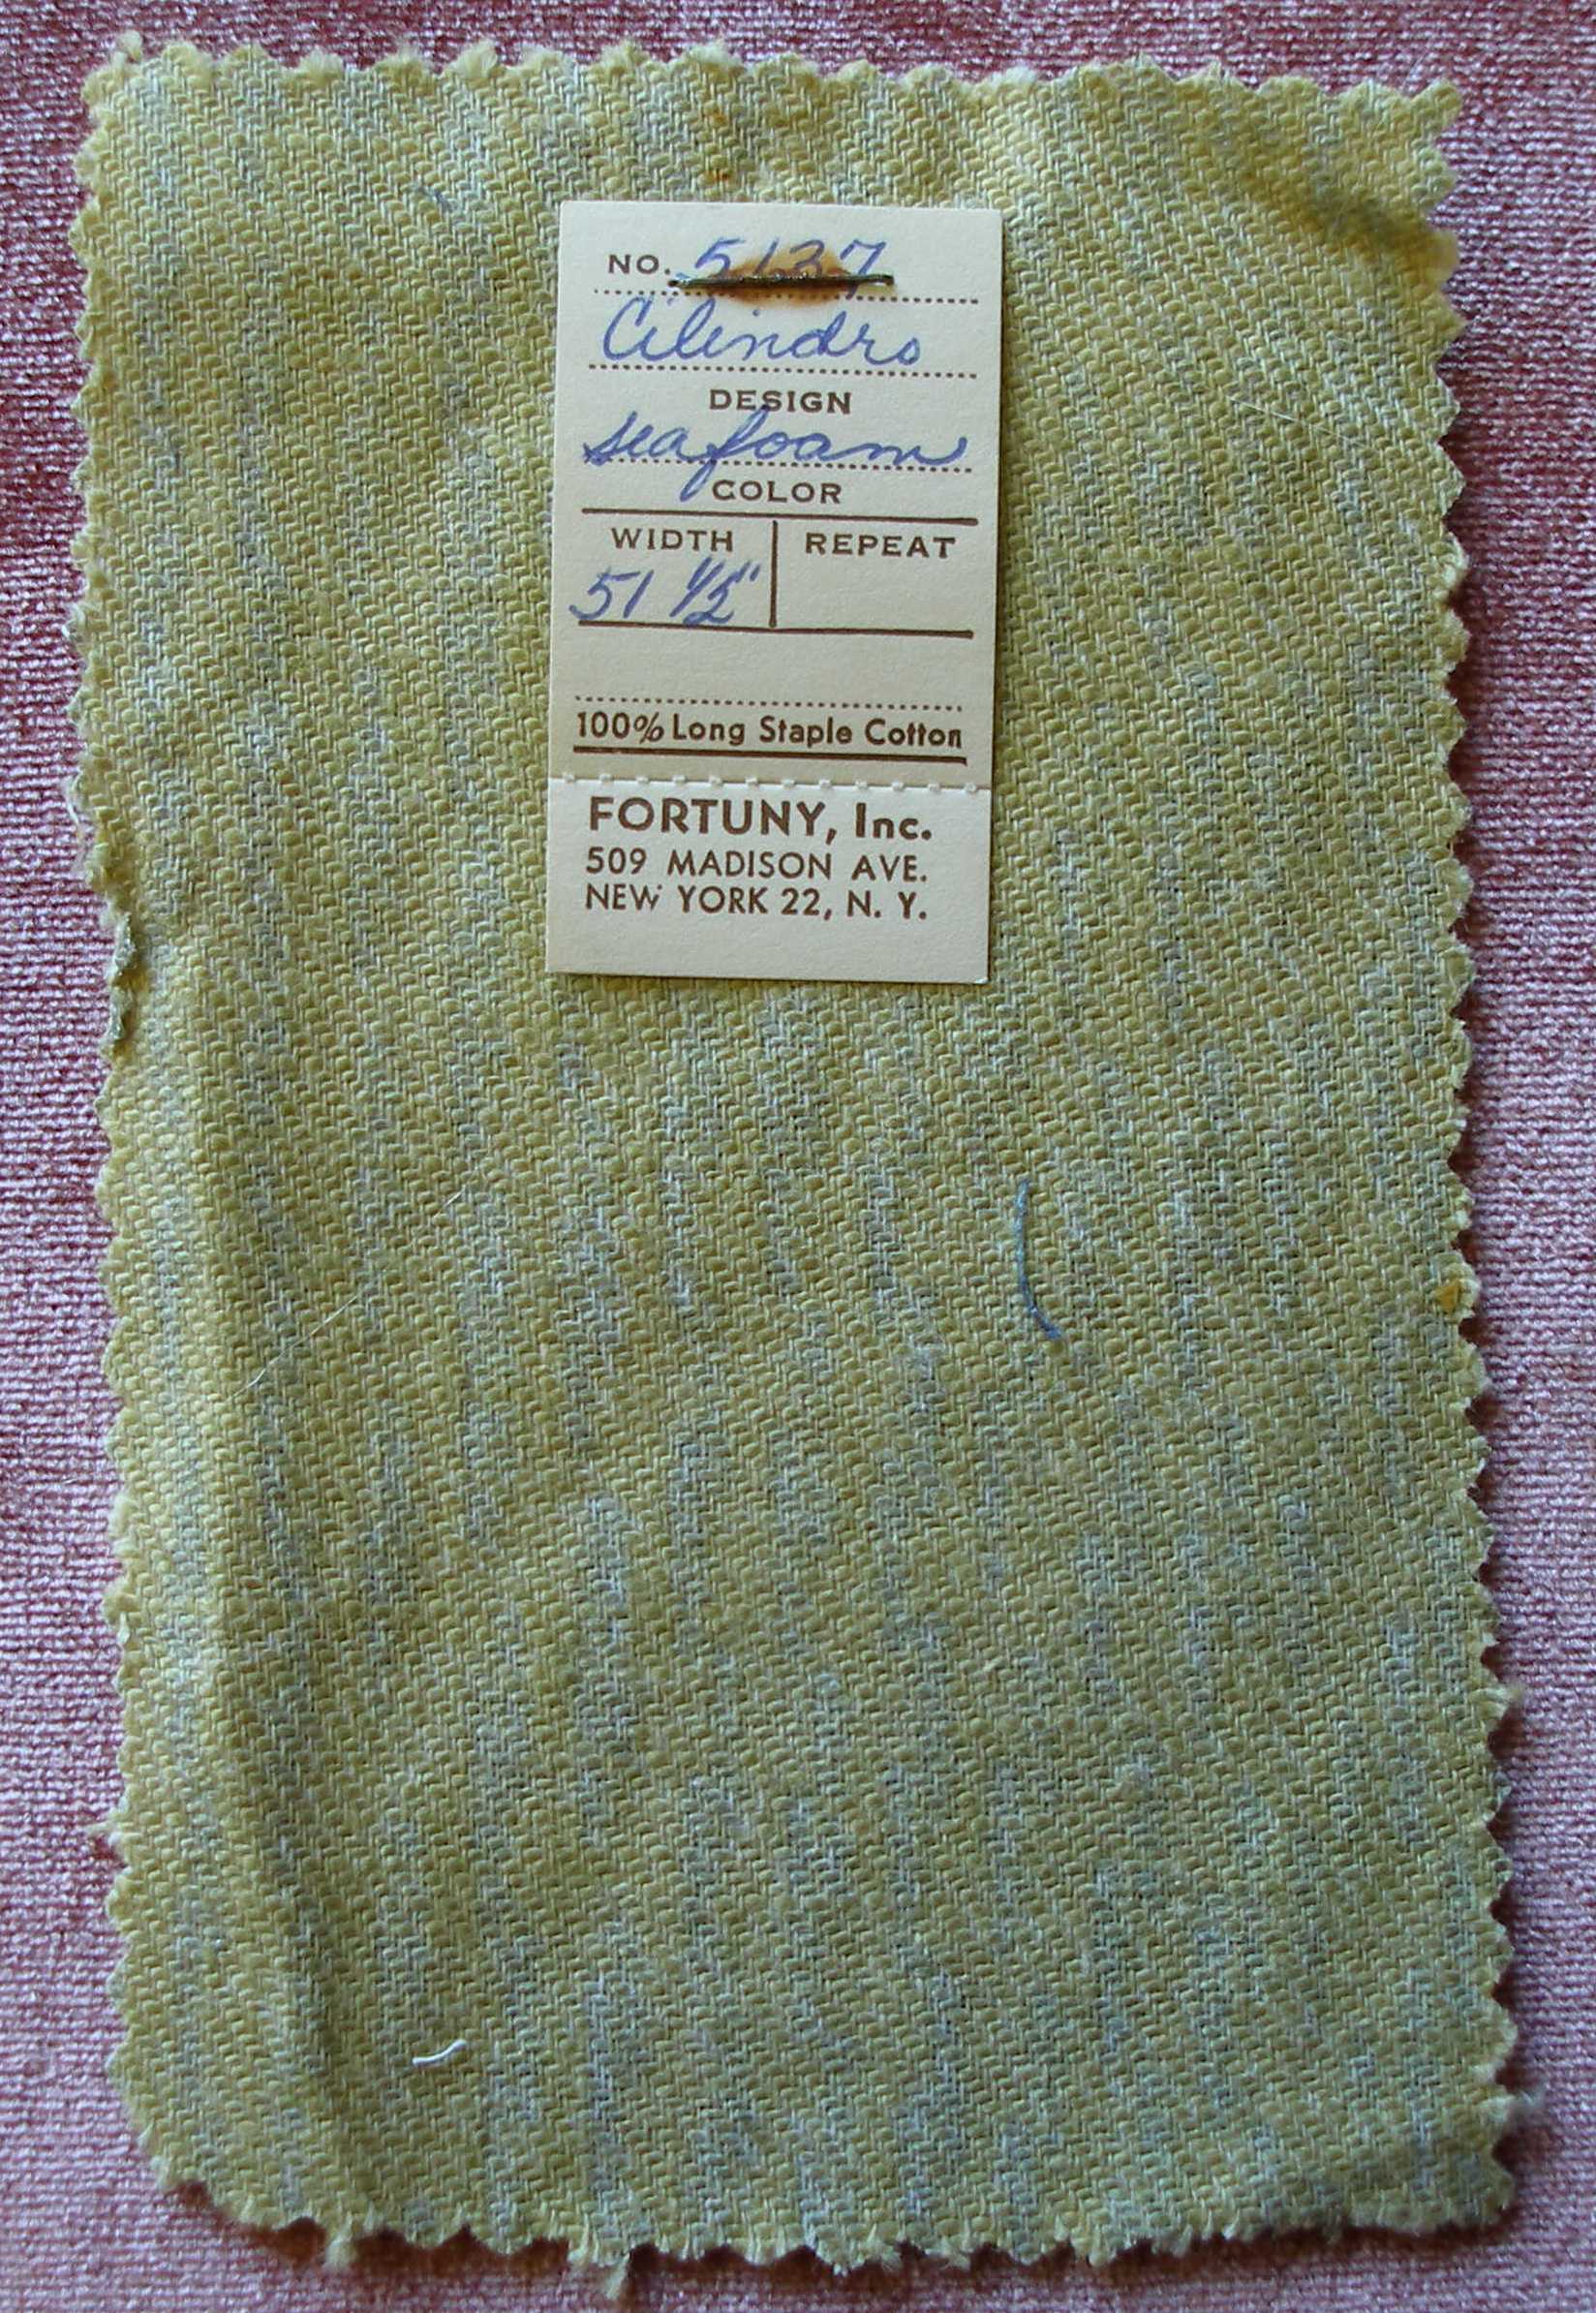 NO. 5137
Cilindro
DESIGN
seafoam
COLOR
WIDTH REPEAT
51 1/2"
100% Long Staple Cotton
FORTUNY, Inc.
509 MADISON AVE.
NEW YORK 22, N. Y.